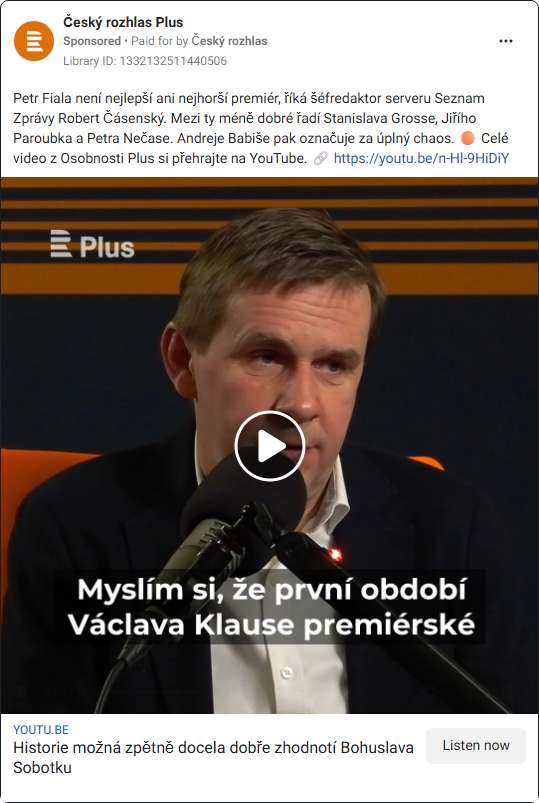 Český rozhlas Plus
Sponsored • Paid for by Český rozhlas
Library ID: 1332132511440506
Petr Fiala není nejlepší ani nejhorší premiér, říká šéfredaktor serveru Seznam
Zprávy Robert Čásenský. Mezi ty méně dobré řadí Stanislava Grosse, Jiřího
Paroubka a Petra Nečase. Andreje Babiše pak označuje za úplný chaos. 🟠 Celé
video z Osobnosti Plus si přehrajte na YouTube. 🔗 https://youtu.be/n-HI-9HiDiY
Plus
Myslím si, že první období
Václava Klause premiérské
YOUTU.BE
Historie možná zpětně docela dobře zhodnotí Bohuslava
Sobotku
Listen now